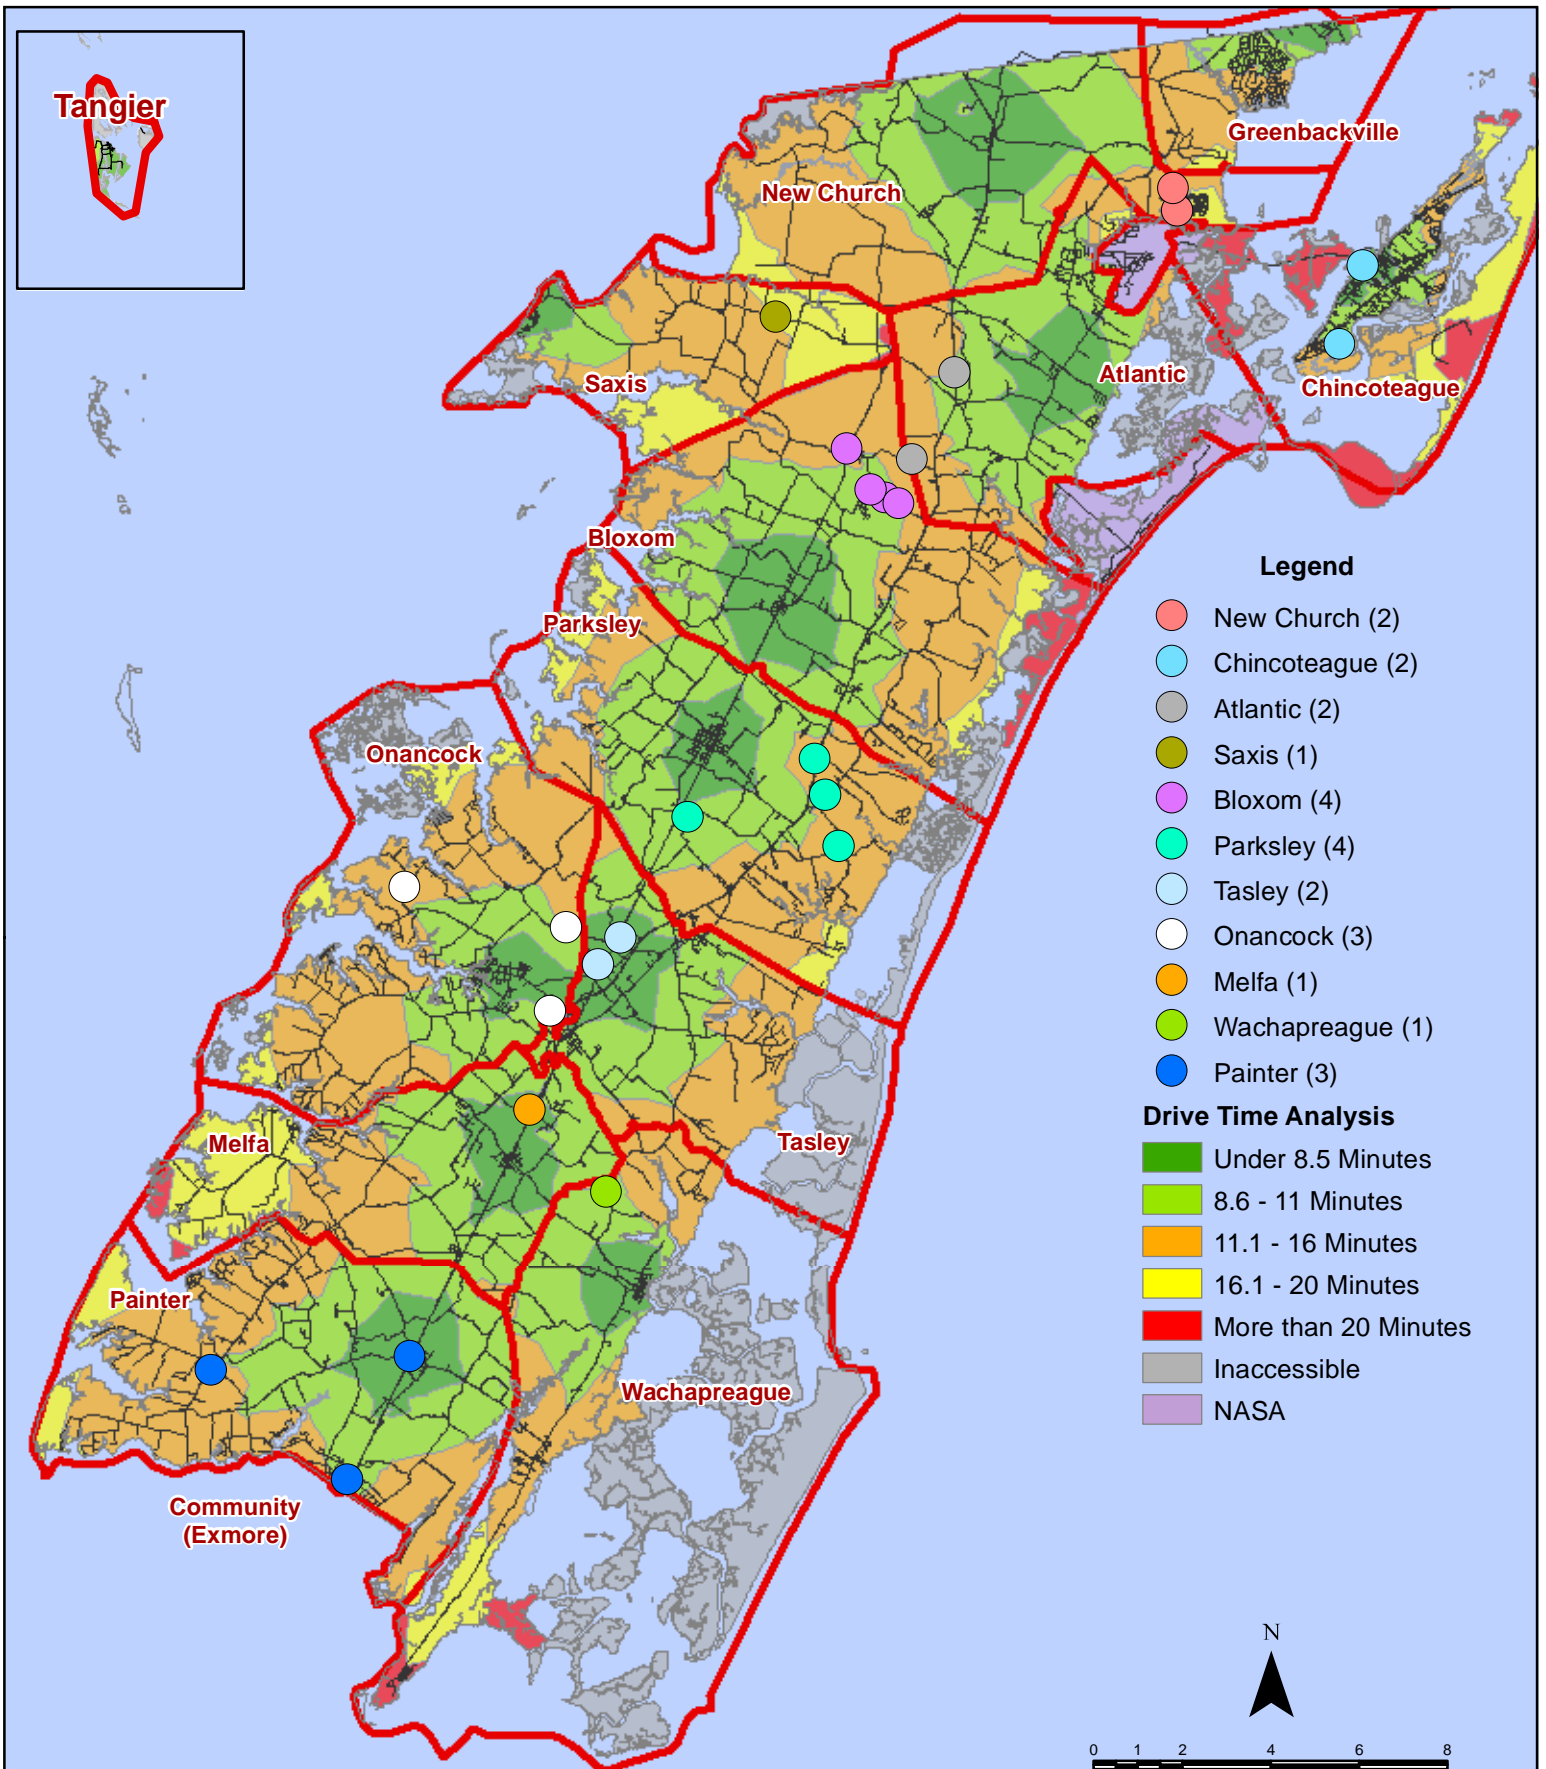 Tangier
Greenbackville
New Church
Saxis
Atlantic
Chincoteague
Bloxom
Parksley
Onancock
Melfa
Tasley
Painter
Wachapreague
Community
(Exmore)
Legend
New Church (2)
Chincoteague (2)
Atlantic (2)
Saxis (1)
Bloxom (4)
Parksley (4)
Tasley (2)
Onancock (3)
Melfa (1)
Wachapreague (1)
Painter (3)
Drive Time Analysis
Under 8.5 Minutes
8.6 - 11 Minutes
11.1 - 16 Minutes
16.1 - 20 Minutes
More than 20 Minutes
Inaccessible
NASA
N
0 1 2 4 6 8